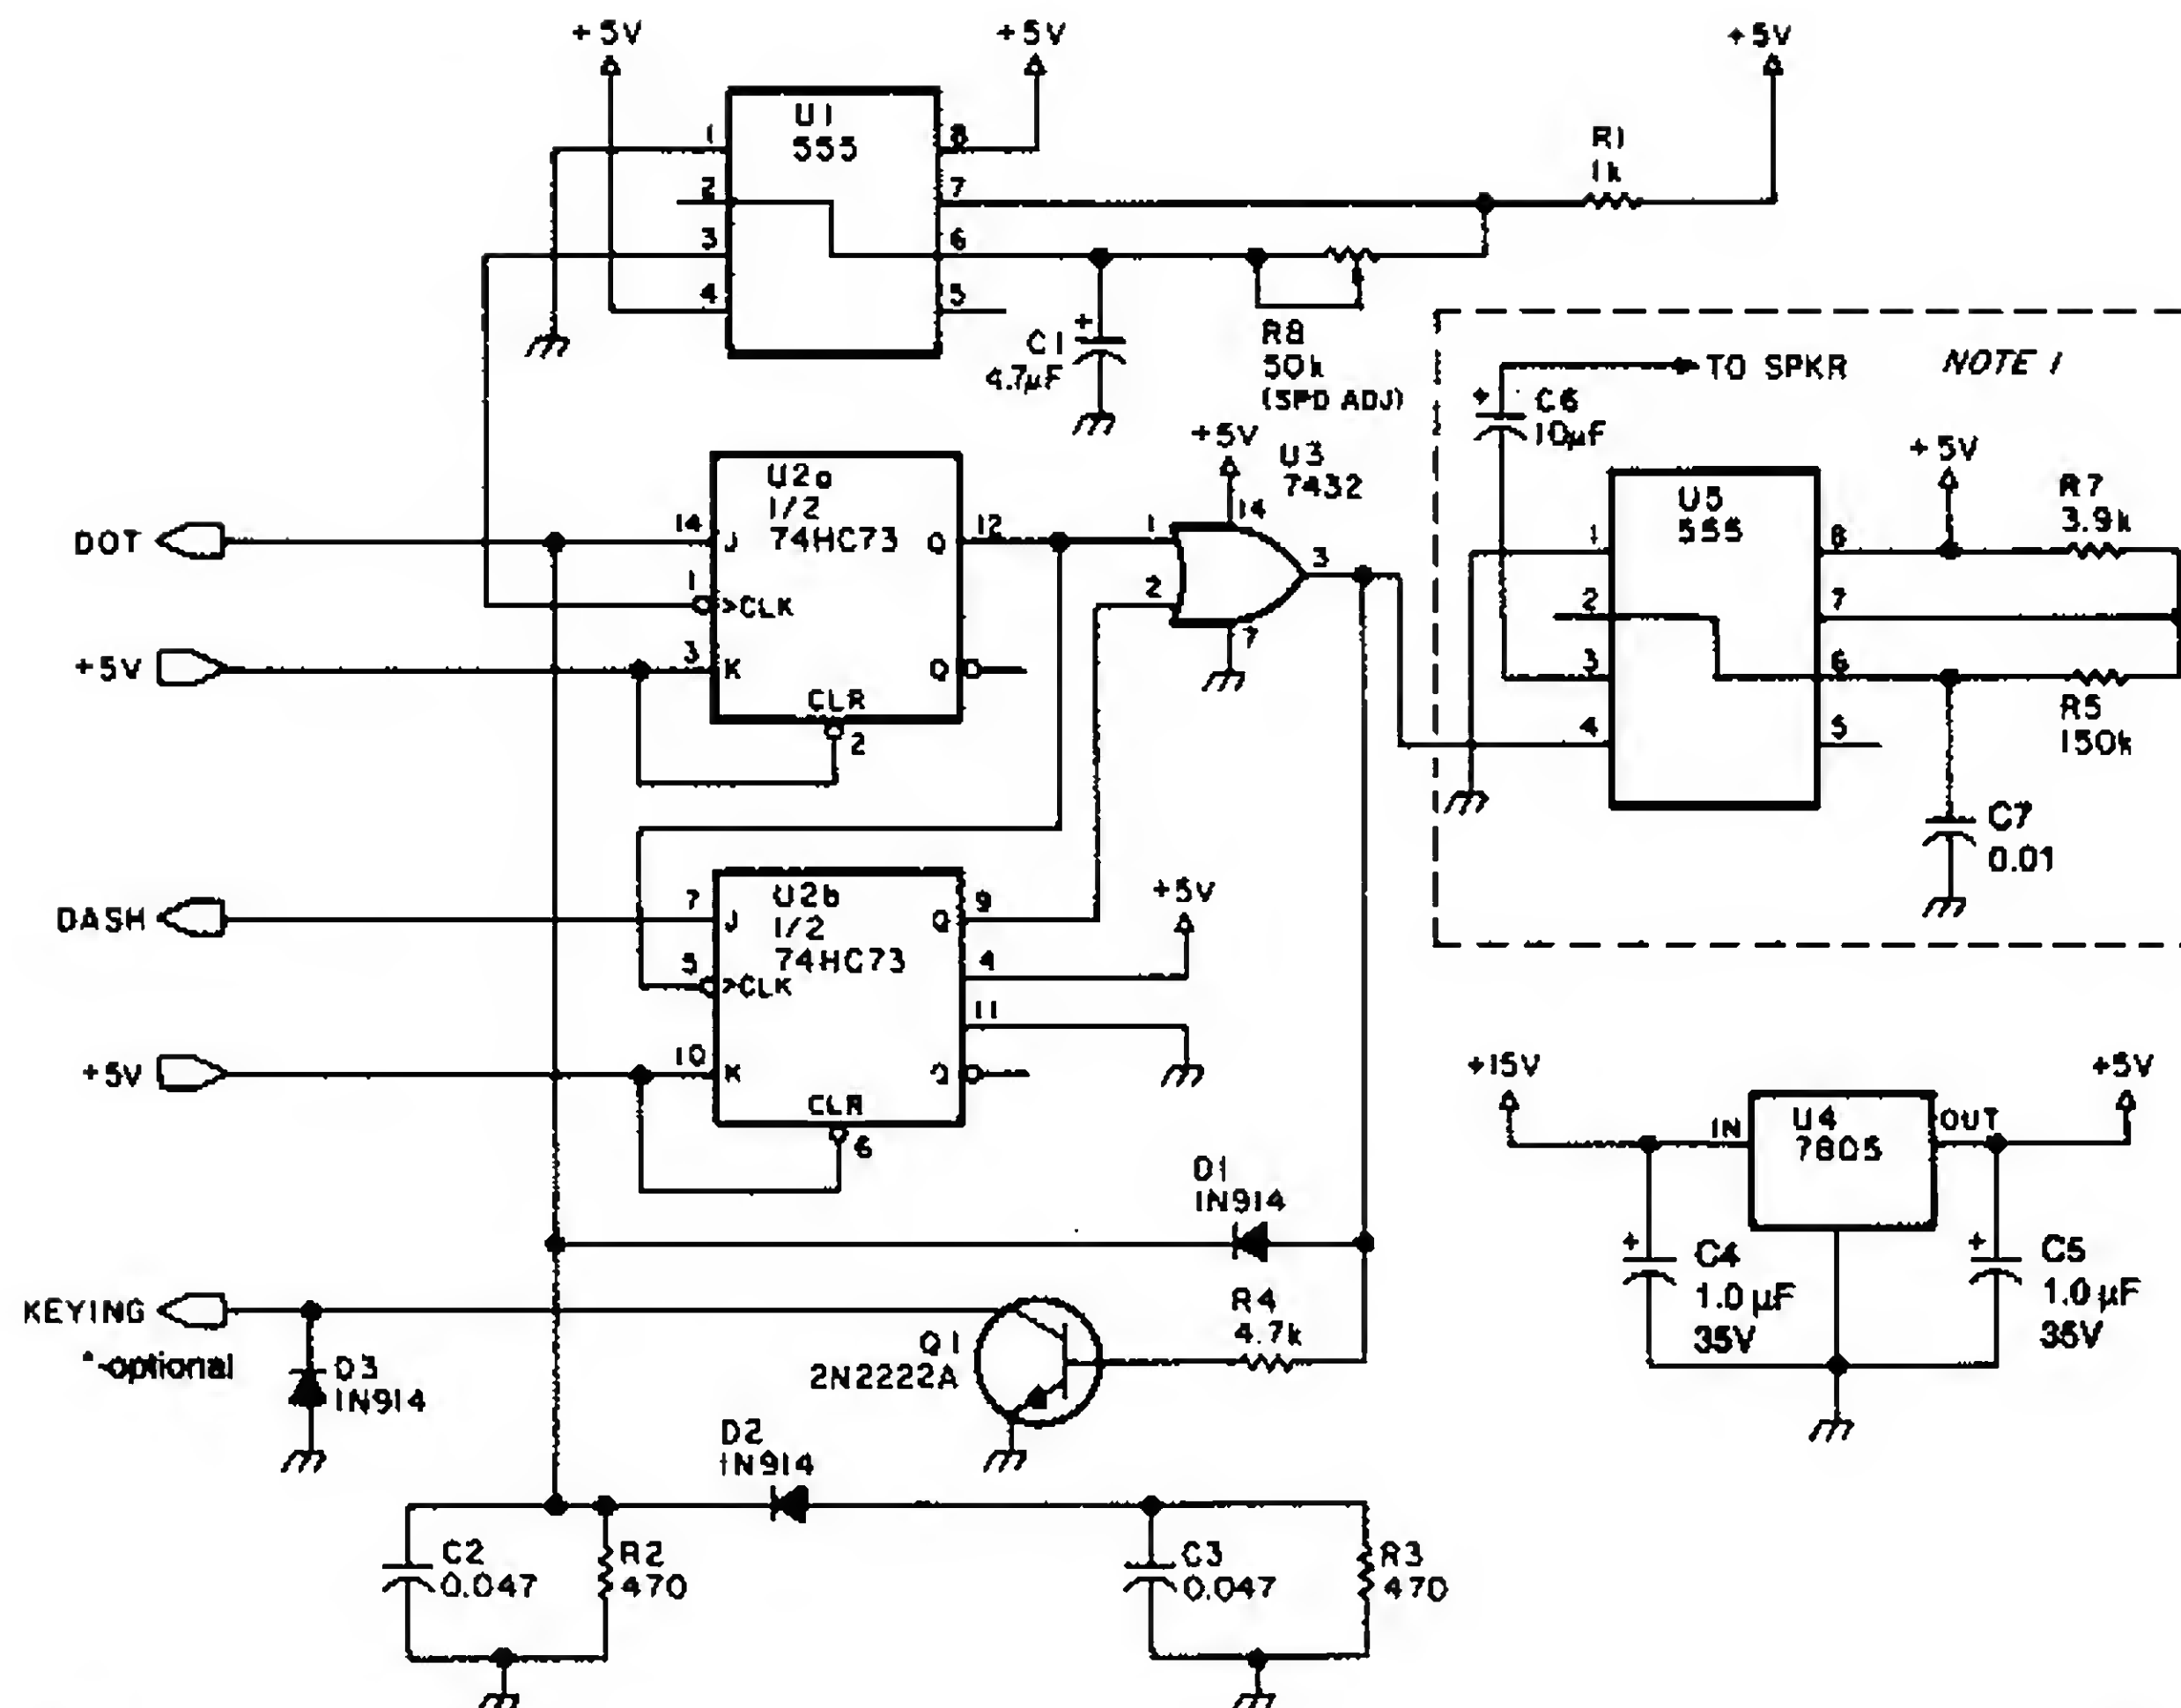 +5V
+5V
+5V
U1
555
1
2
3
4
8
7
6
5
R1
1k
C1
4.7µF
+
R8
50k
(SPD ADJ)
TO SPKR
NOTE 1
+
C6
10µF
U2a
1/2
74HC73
DOT
14
J
1
>CLK
+5V
3
K
CLR
2
Q
12
Q
+5V
U3
7432
14
1
2
3
7
U5
555
1
2
3
4
8
7
6
5
+5V
R7
3.9k
R5
150k
C7
0.01
U2b
1/2
74HC73
DASH
7
J
5
>CLK
+5V
10
K
CLR
6
Q
9
4
11
Q
+5V
+15V
IN
U4
7805
OUT
+5V
+
C4
1.0 µF
35V
+
C5
1.0 µF
35V
D1
1N914
KEYING
*-optional
D3
1N914
Q1
2N2222A
R4
4.7k
D2
1N914
C2
0.047
R2
470
C3
0.047
R3
470